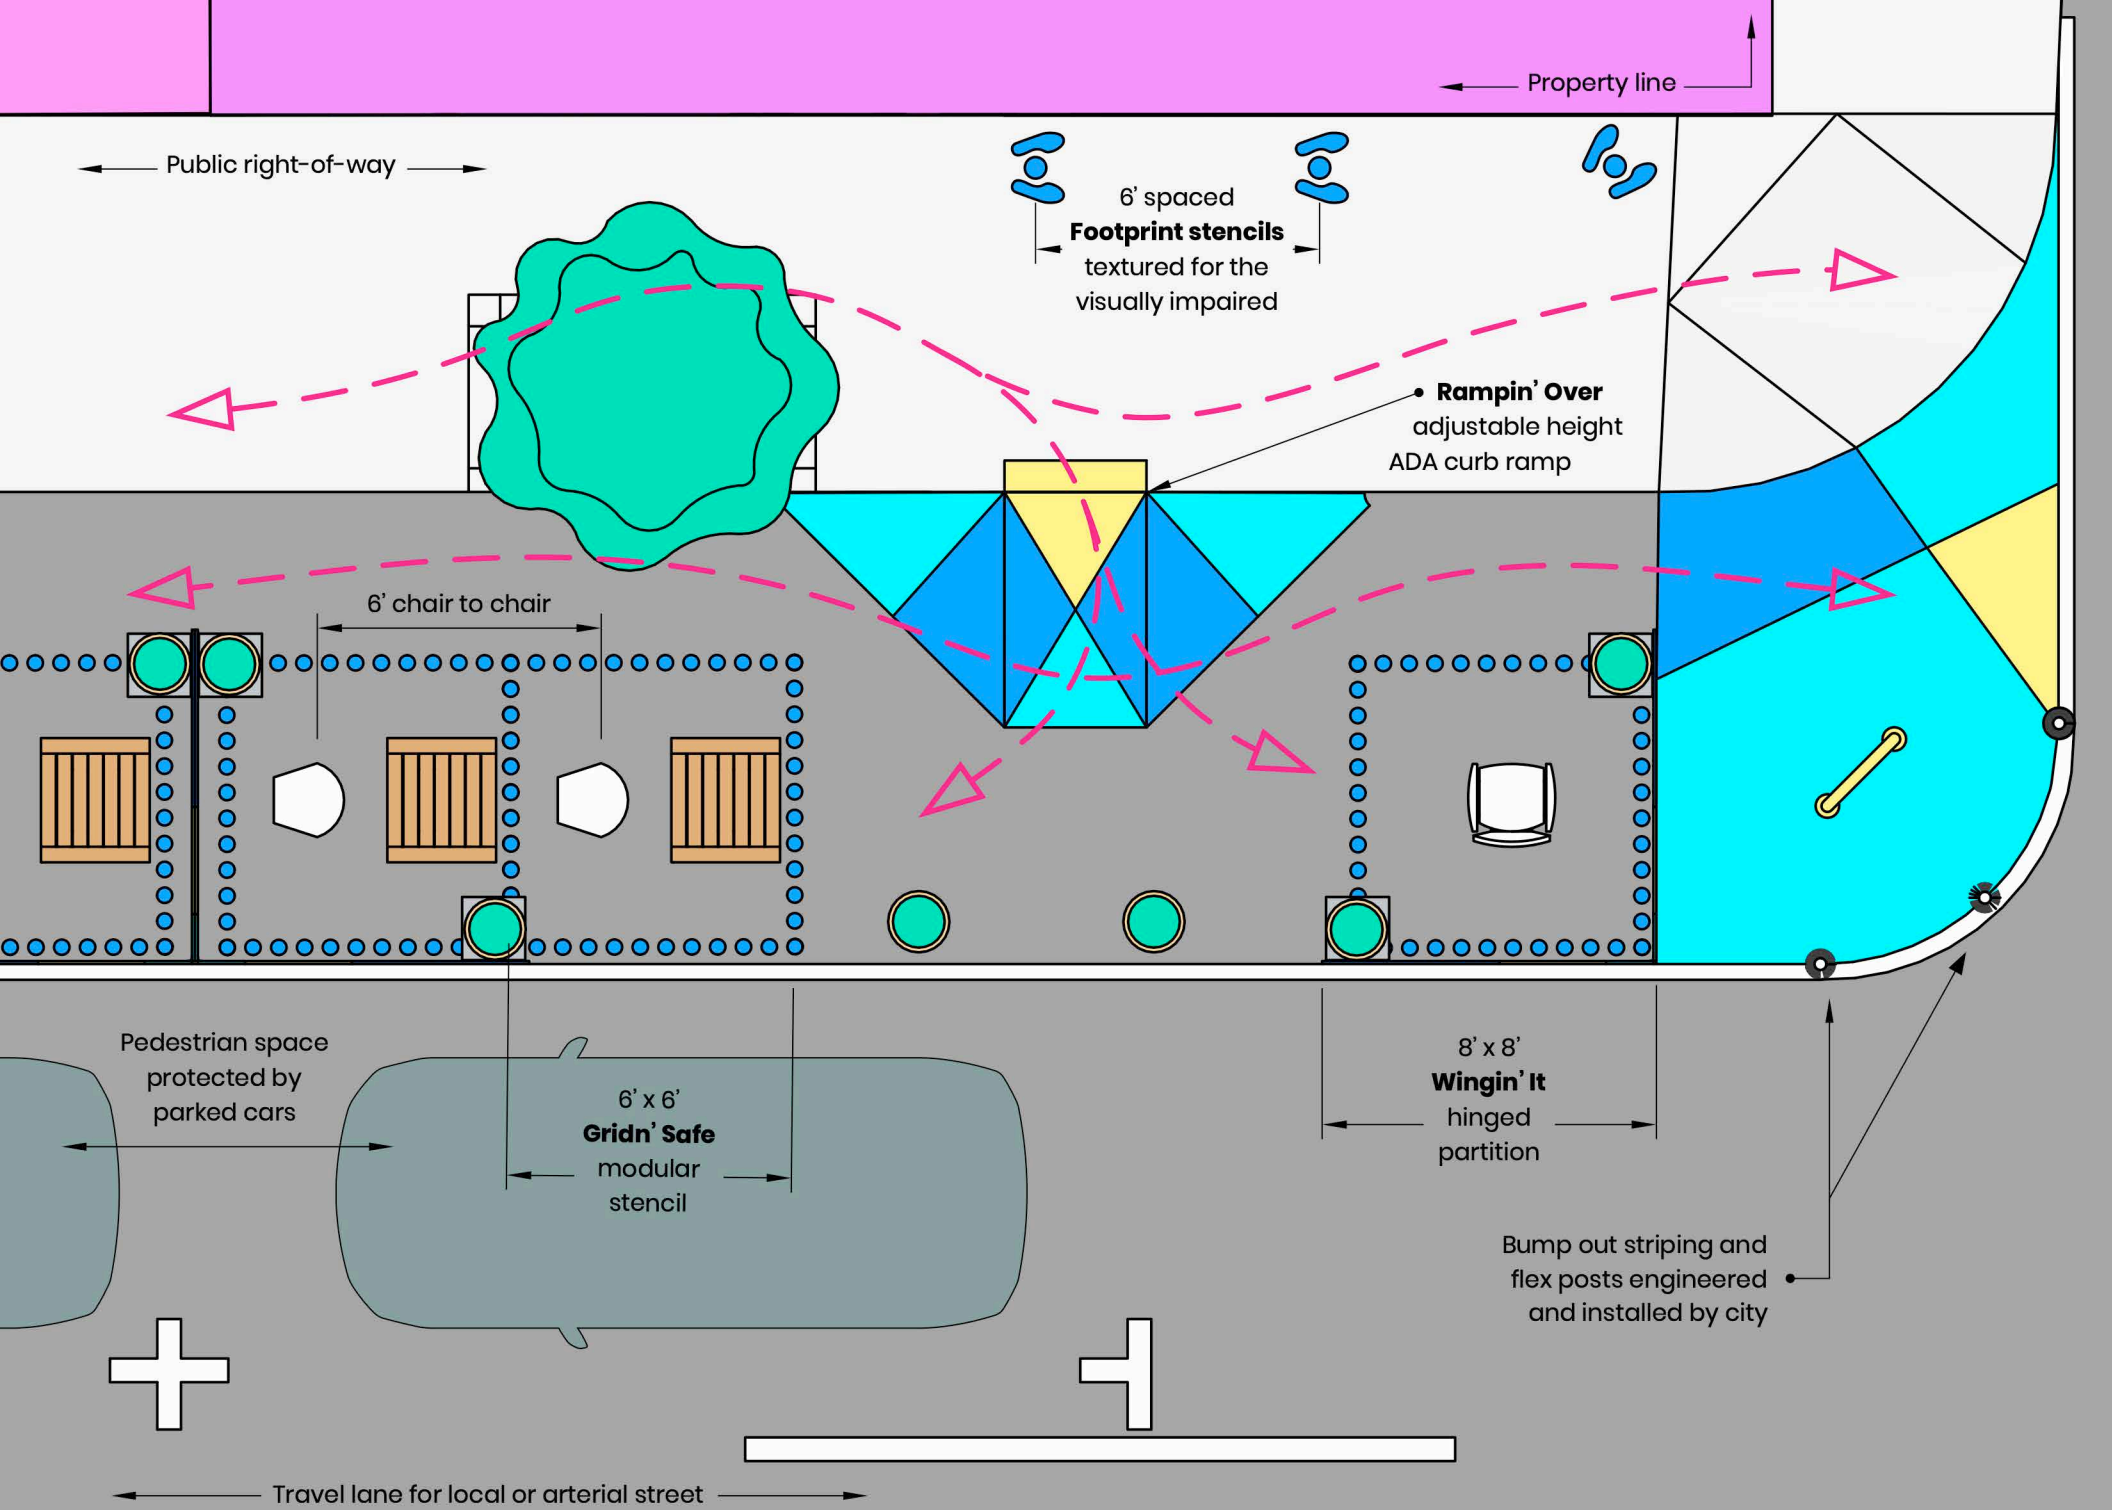 Property line
Public right-of-way
6’ spaced
Footprint stencils
textured for the
visually impaired
Rampin’ Over
adjustable height
ADA curb ramp
6’ chair to chair
Pedestrian space
protected by
parked cars
6’ x 6’
Gridn’ Safe
modular
stencil
8’ x 8’
Wingin’ It
hinged
partition
Bump out striping and
flex posts engineered
and installed by city
Travel lane for local or arterial street